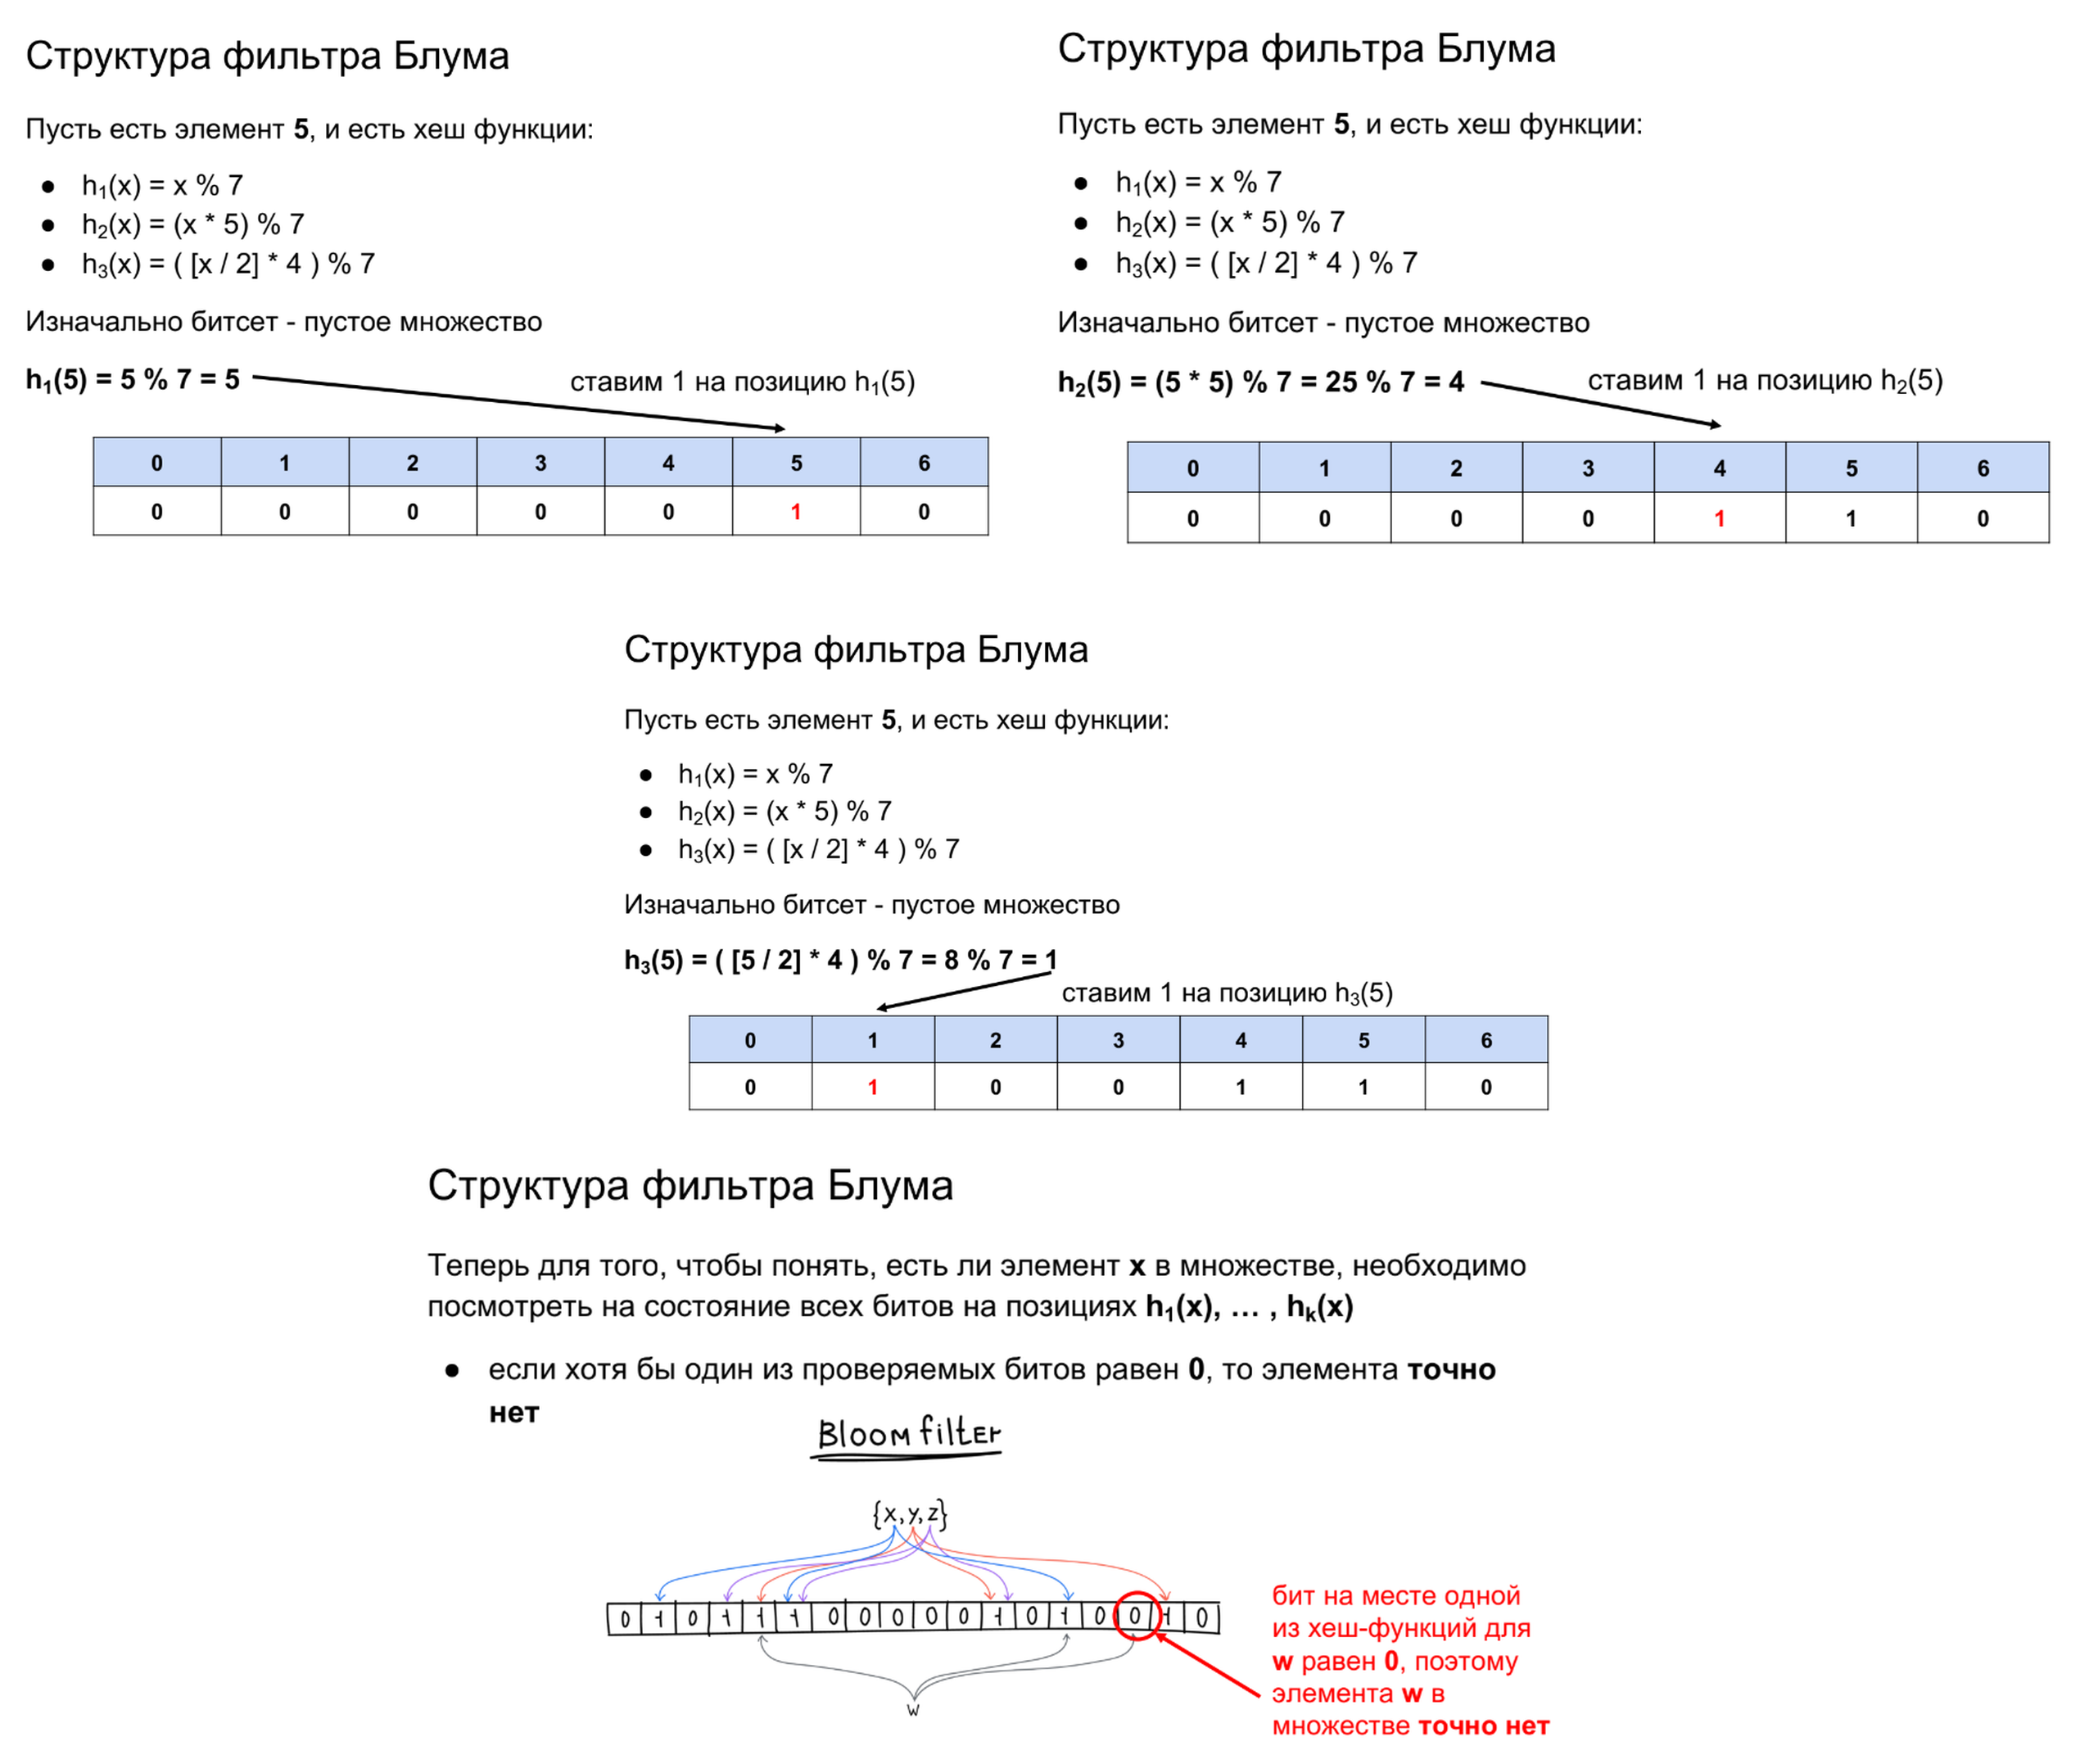 Структура фильтра Блума
Пусть есть элемент 5, и есть хеш функции:
● h₁(x) = x % 7
● h₂(x) = (x * 5) % 7
● h₃(x) = ( [x / 2] * 4 ) % 7
Изначально битсет - пустое множество
h₁(5) = 5 % 7 = 5
ставим 1 на позицию h₁(5)
0 1 2 3 4 5 6
0 0 0 0 0 1 0
Структура фильтра Блума
Пусть есть элемент 5, и есть хеш функции:
● h₁(x) = x % 7
● h₂(x) = (x * 5) % 7
● h₃(x) = ( [x / 2] * 4 ) % 7
Изначально битсет - пустое множество
h₂(5) = (5 * 5) % 7 = 25 % 7 = 4
ставим 1 на позицию h₂(5)
0 1 2 3 4 5 6
0 0 0 0 1 1 0
Структура фильтра Блума
Пусть есть элемент 5, и есть хеш функции:
● h₁(x) = x % 7
● h₂(x) = (x * 5) % 7
● h₃(x) = ( [x / 2] * 4 ) % 7
Изначально битсет - пустое множество
h₃(5) = ( [5 / 2] * 4 ) % 7 = 8 % 7 = 1
ставим 1 на позицию h₃(5)
0 1 2 3 4 5 6
0 1 0 0 1 1 0
Структура фильтра Блума
Теперь для того, чтобы понять, есть ли элемент x в множестве, необходимо
посмотреть на состояние всех битов на позициях h₁(x), ... , hₖ(x)
● если хотя бы один из проверяемых битов равен 0, то элемента точно
нет
Bloom filter
{x, y, z}
0 1 0 1 1 1 0 0 0 0 0 1 0 1 0 0 1 0
w
бит на месте одной
из хеш-функций для
w равен 0, поэтому
элемента w в
множестве точно нет